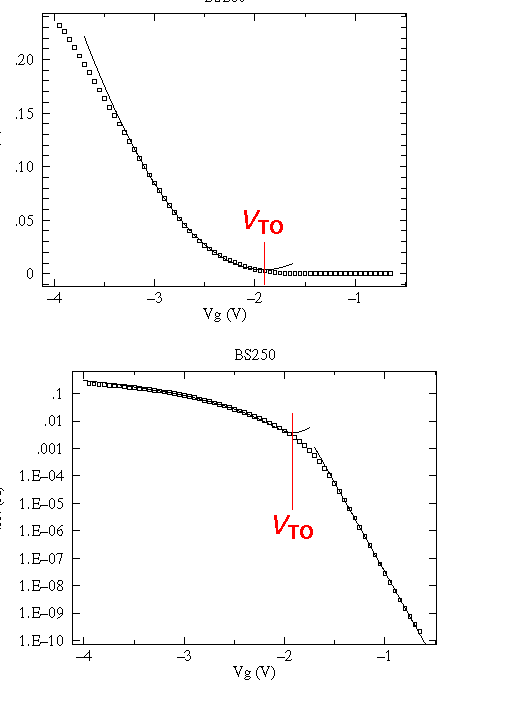 .20
.15
.10
VTO
.05
0
–4 –3 –2 –1
Vg (V)
BS250
.1
.01
.001
1.E–04
1.E–05
VTO
1.E–06
1.E–07
1.E–08
1.E–09
1.E–10
–4 –3 –2 –1
Vg (V)